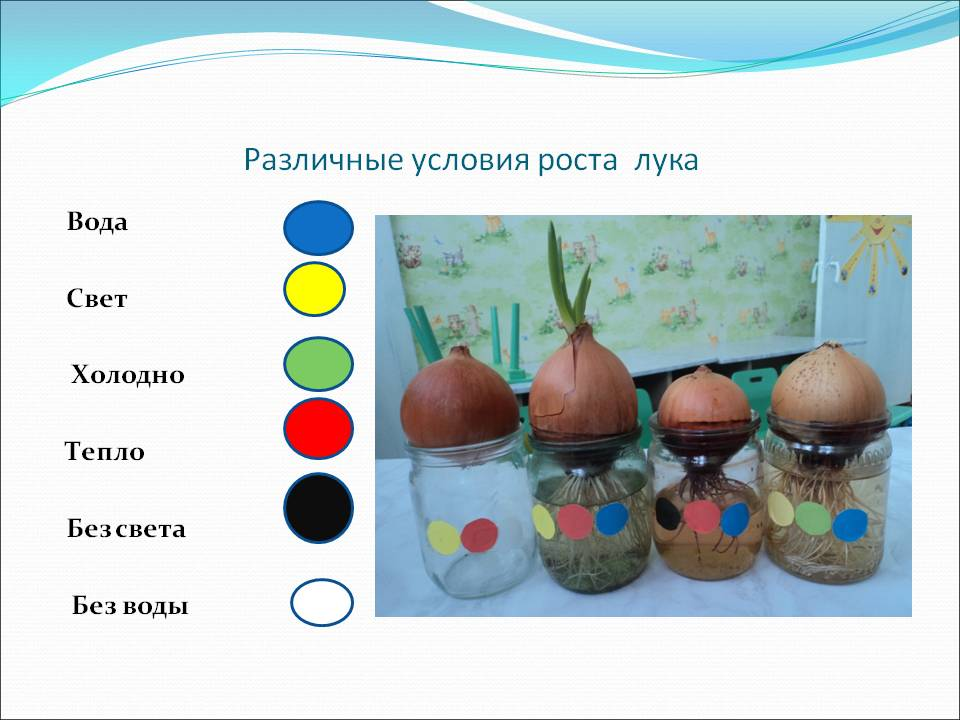 Различные условия роста лука
Вода
Свет
Холодно
Тепло
Без света
Без воды